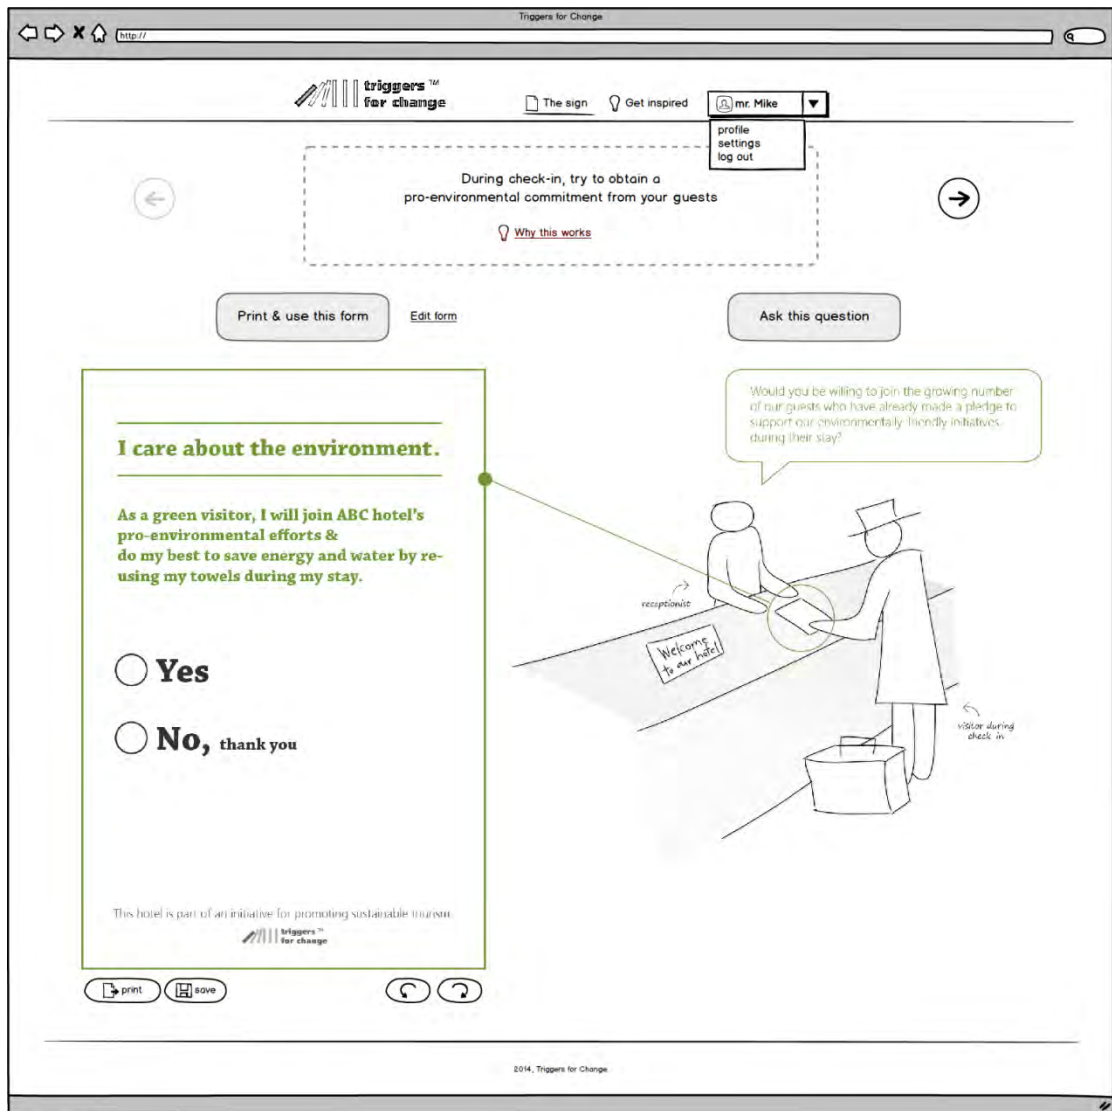 Triggers for Change
http://
triggers ™
for change
The sign
Get inspired
mr. Mike
profile
settings
log out
During check-in, try to obtain a
pro-environmental commitment from your guests
Why this works
Print & use this form
Edit form
Ask this question
I care about the environment.
As a green visitor, I will join ABC hotel's
pro-environmental efforts &
do my best to save energy and water by re-
using my towels during my stay.
Yes
No, thank you
This hotel is part of an initiative for promoting sustainable tourism.
triggers ™
for change
print
save
Would you be willing to join the growing number
of our guests who have already made a pledge to
support our environmentally-friendly initiatives
during their stay?
receptionist
Welcome
to our hotel
visitor during
check in
2014, Triggers for Change